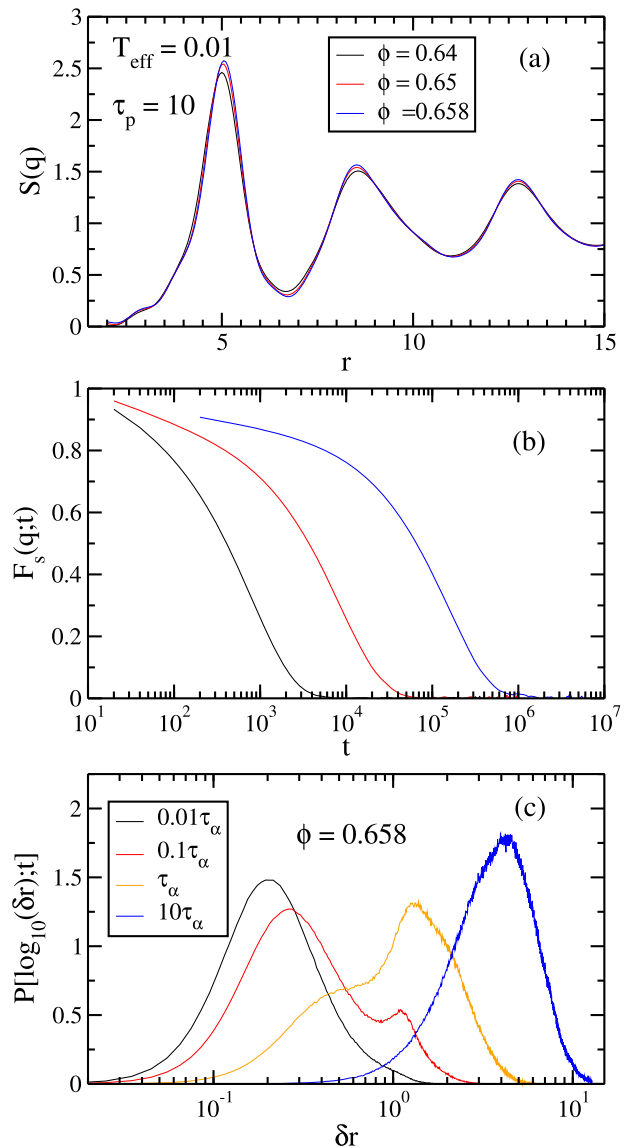 3
2.5
2
1.5
1
0.5
0
S(q)
T_eff = 0.01
τ_p = 10
ϕ = 0.64
ϕ = 0.65
ϕ =0.658
(a)
5 10 15
r
1
0.8
0.6
0.4
0.2
0
F_s(q;t)
(b)
10^1 10^2 10^3 10^4 10^5 10^6 10^7
t
2
1.5
1
0.5
0
P[log_10(δr);t]
0.01τ_α
0.1τ_α
τ_α
10τ_α
ϕ = 0.658
(c)
10^-1 10^0 10^1
δr